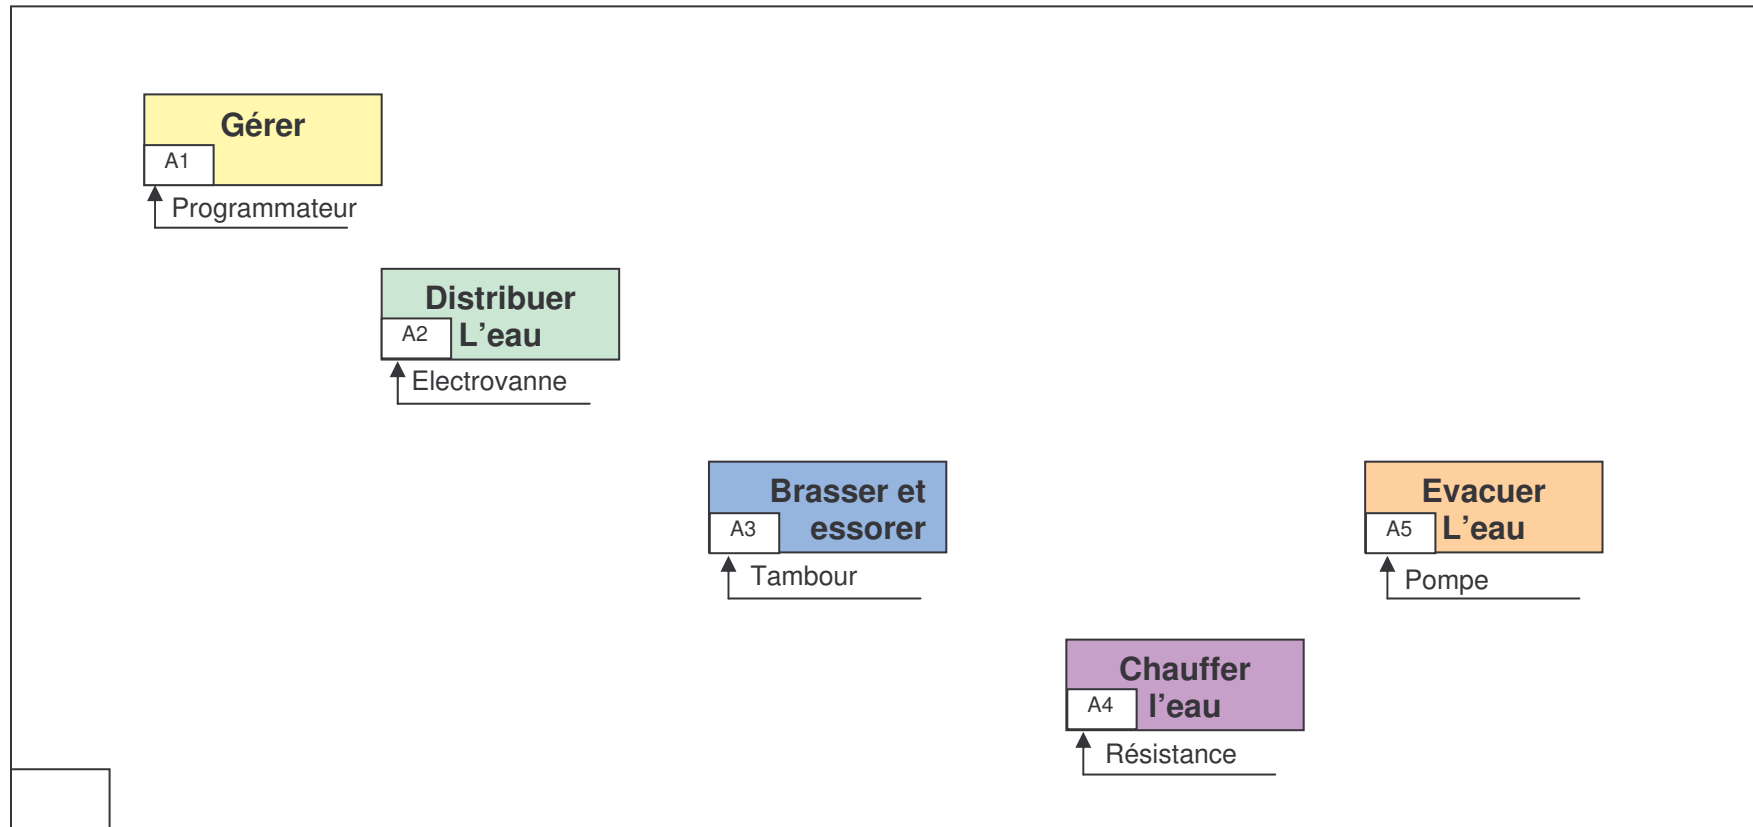 Gérer
A1
Programmateur
Distribuer
L’eau
A2
Electrovanne
Brasser et
essorer
A3
Tambour
Evacuer
L’eau
A5
Pompe
Chauffer
l’eau
A4
Résistance